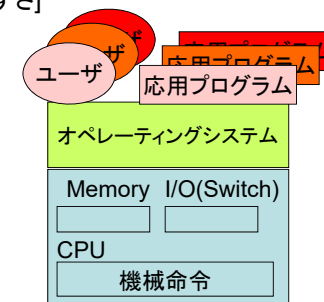 ユーザ
応用プログラム
オペレーティングシステム
Memory I/O(Switch)
CPU
機械命令